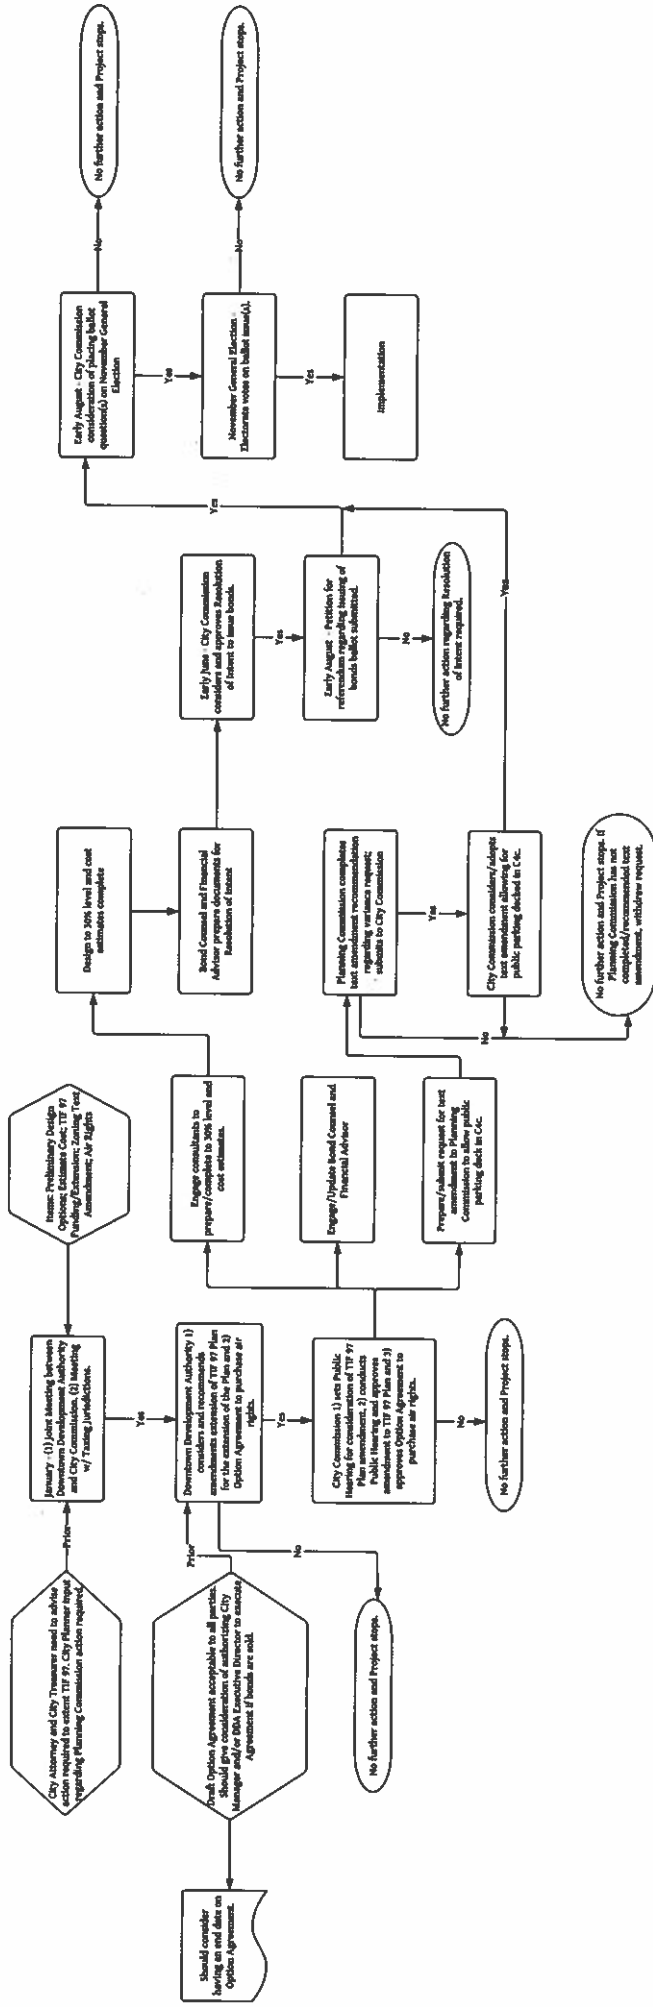 City Attorney and City Treasurer need to advise
action required to extent TIF 97. City Planner input
regarding Planning Commission action required.
Prior
January - (1) Joint Meeting between
Downtown Development Authority
and City Commission. (2) Meeting
w/ Taxing Jurisdictions.
Items: Preliminary Design
Options; Estimate Cost; TIF 97
Funding/Extension; Zoning Text
Amendment; Air Rights
Yes
Should consider
having an end date on
Option Agreement.
Draft Option Agreement acceptable to all parties.
Should give consideration of authorizing City
Manager and/or DDA Executive Director to execute
Agreement if bonds are sold.
Prior
Downtown Development Authority 1)
considers and recommends
amendments extension of TIF 97 Plan
for the extension of the Plan and 2)
Option Agreement to purchase air
rights.
No
No further action and Project stops.
Yes
City Commission 1) sets Public
Hearing for consideration of TIF 97
Plan amendment. 2) conducts
Public Hearing and approves
amendment to TIF 97 Plan and 3)
approves Option Agreement to
purchase air rights.
No
No further action and Project stops.
Engage consultants to
prepare/complete to 30% level and
cost estimates.
Engage/Update Bond Counsel and
Financial Advisor
Prepare/submit request for text
amendment to Planning
Commission to allow public
parking deck in C4c.
Design to 30% level and cost
estimates complete
Bond Counsel and Financial
Advisor prepare documents for
Resolution of Intent
Planning Commission completes
text amendment recommendation
regarding variance request;
submits to City Commission
Yes
City Commission considers/adopts
text amendment allowing for
public parking decked in C4c.
No
No further action and Project stops. If
Planning Commission has not
completed/recommended text
amendment, withdraw request.
Early June - City Commission
considers and approves Resolution
of Intent to issue bonds.
Yes
Early August - Petition for
referendum regarding issuing of
bonds ballot submitted.
No
No further action regarding Resolution
of Intent required.
Yes
Yes
Early August - City Commission
consideration of placing ballot
question(s) on November General
Election
No
No further action and Project stops.
Yes
November General Election -
Electorate votes on ballot issue(s).
No
No further action and Project stops.
Yes
Implementation